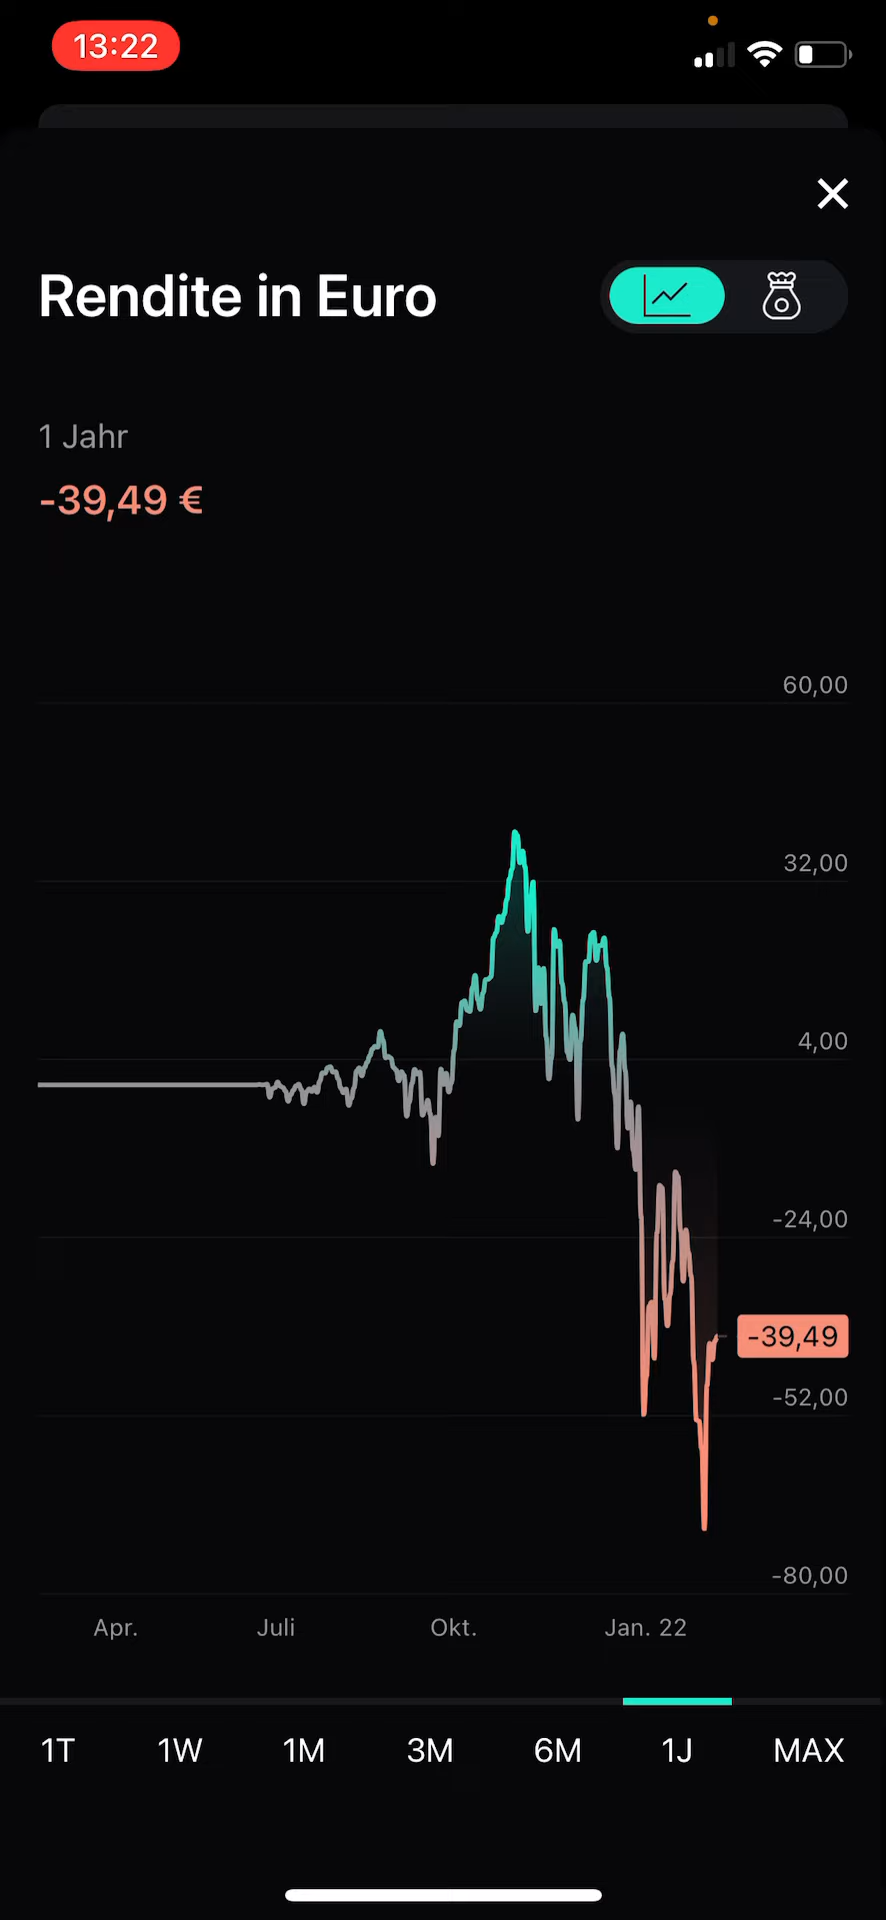 13:22
Rendite in Euro
1 Jahr
-39,49 €
60,00
32,00
4,00
-24,00
-39,49
-52,00
-80,00
Apr. Juli Okt. Jan. 22
1T 1W 1M 3M 6M 1J MAX